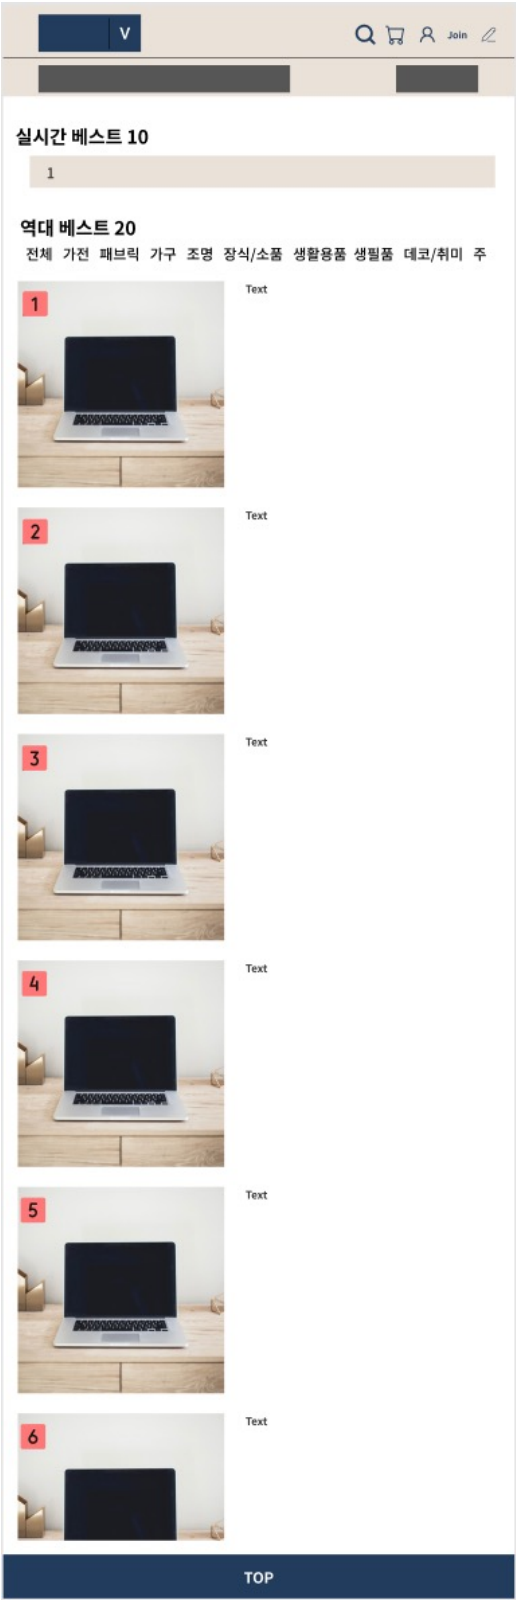 V
Join
실시간 베스트 10
1
역대 베스트 20
전체 가전 패브릭 가구 조명 장식/소품 생활용품 생필품 데코/취미 주
1
Text
2
Text
3
Text
4
Text
5
Text
6
Text
TOP